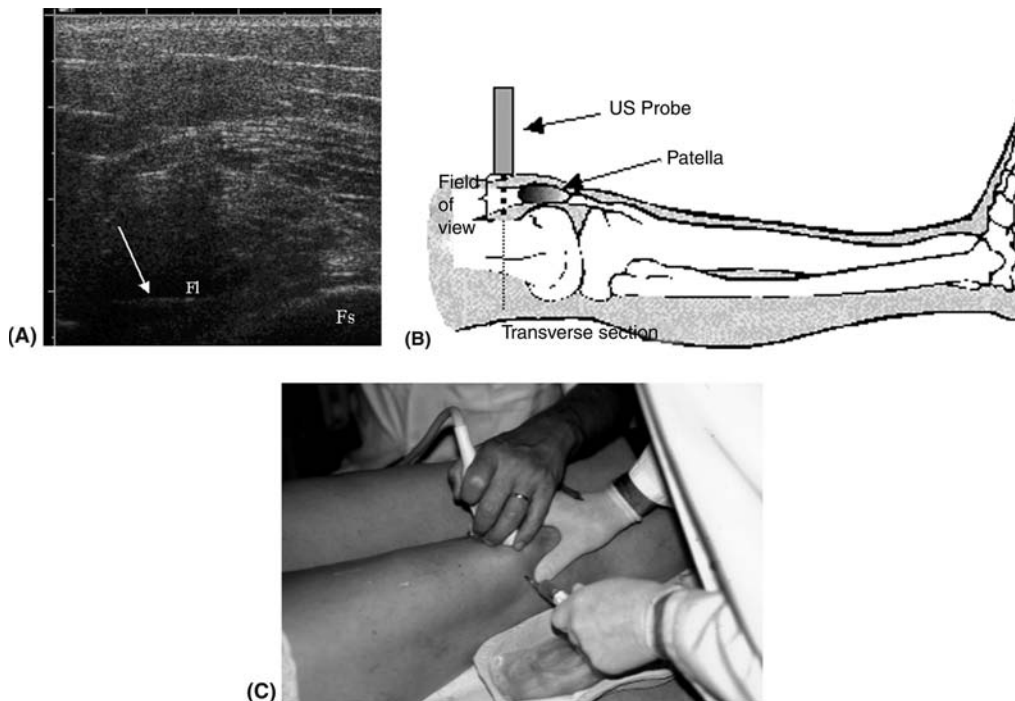 Fl
Fs
(A)
US Probe
Patella
Field
of
view
Transverse section
(B)
(C)